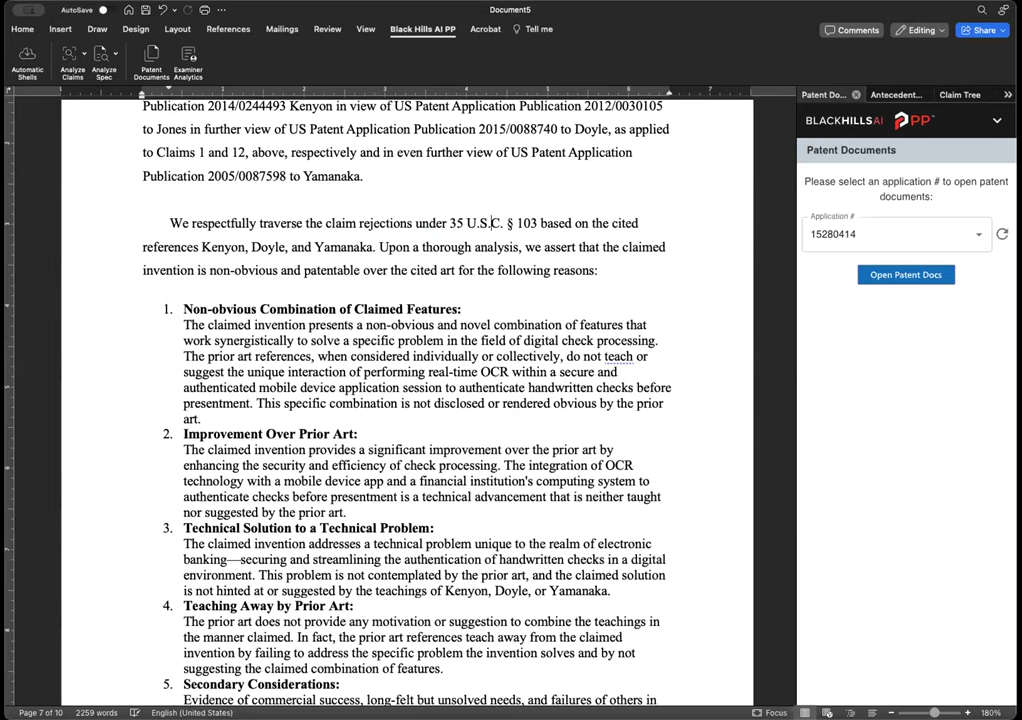 AutoSave
Document5
Home Insert Draw Design Layout References Mailings Review View Black Hills AI PP Acrobat Tell me
Comments Editing Share
Automatic Shells
Analyze Claims
Analyze Spec
Patent Documents
Examiner Analytics
1 2 3 4 5 6 7
Publication 2014/0244493 Kenyon in view of US Patent Application Publication 2012/0030105
to Jones in further view of US Patent Application Publication 2015/0088740 to Doyle, as applied
to Claims 1 and 12, above, respectively and in even further view of US Patent Application
Publication 2005/0087598 to Yamanaka.
We respectfully traverse the claim rejections under 35 U.S.C. § 103 based on the cited
references Kenyon, Doyle, and Yamanaka. Upon a thorough analysis, we assert that the claimed
invention is non-obvious and patentable over the cited art for the following reasons:
1. Non-obvious Combination of Claimed Features:
The claimed invention presents a non-obvious and novel combination of features that
work synergistically to solve a specific problem in the field of digital check processing.
The prior art references, when considered individually or collectively, do not teach or
suggest the unique interaction of performing real-time OCR within a secure and
authenticated mobile device application session to authenticate handwritten checks before
presentment. This specific combination is not disclosed or rendered obvious by the prior
art.
2. Improvement Over Prior Art:
The claimed invention provides a significant improvement over the prior art by
enhancing the security and efficiency of check processing. The integration of OCR
technology with a mobile device app and a financial institution's computing system to
authenticate checks before presentment is a technical advancement that is neither taught
nor suggested by the prior art.
3. Technical Solution to a Technical Problem:
The claimed invention addresses a technical problem unique to the realm of electronic
banking—securing and streamlining the authentication of handwritten checks in a digital
environment. This problem is not contemplated by the prior art, and the claimed solution
is not hinted at or suggested by the teachings of Kenyon, Doyle, or Yamanaka.
4. Teaching Away by Prior Art:
The prior art does not provide any motivation or suggestion to combine the teachings in
the manner claimed. In fact, the prior art references teach away from the claimed
invention by failing to address the specific problem the invention solves and by not
suggesting the claimed combination of features.
5. Secondary Considerations:
Evidence of commercial success, long-felt but unsolved needs, and failures of others in
Patent Do... Antecedent... Claim Tree
BLACKHILLSAI PP™
Patent Documents
Please select an application # to open patent
documents:
Application #
15280414
Open Patent Docs
Page 7 of 10 2259 words English (United States) Focus 180%